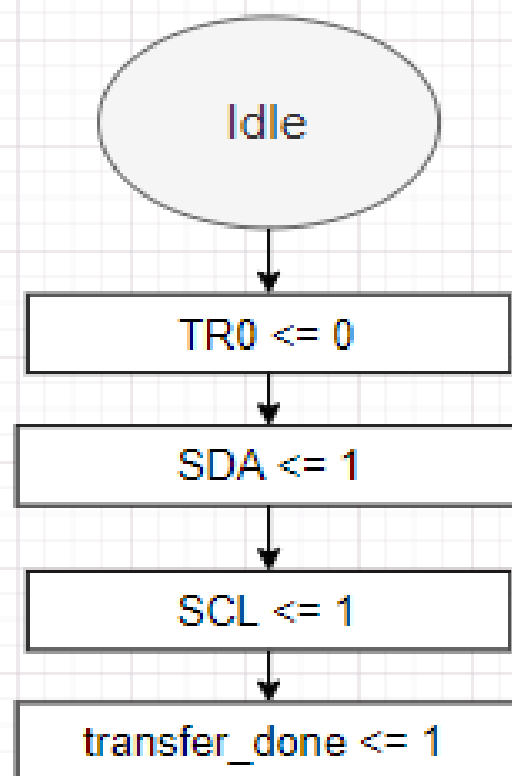 Idle
TR0 <= 0
SDA <= 1
SCL <= 1
transfer_done <= 1